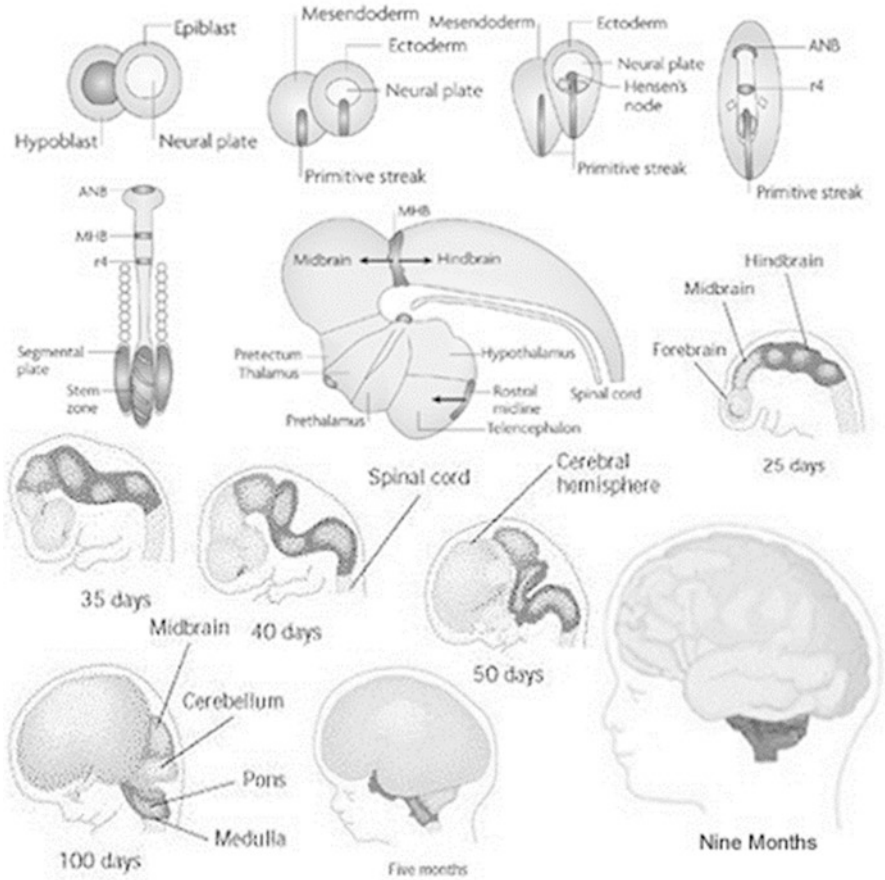 Epiblast
Hypoblast
Neural plate
Mesendoderm
Ectoderm
Neural plate
Primitive streak
Mesendoderm
Ectoderm
Neural plate
Hensen's
node
Primitive streak
ANB
r4
Primitive streak
ANB
MHB
r4
Segmental
plate
Stem
zone
MHB
Midbrain
Hindbrain
Pretectum
Thalamus
Prethalamus
Hypothalamus
Rostral
midline
Telencephalon
Spinal cord
Hindbrain
Midbrain
Forebrain
25 days
35 days
Spinal cord
40 days
Cerebral
hemisphere
50 days
Midbrain
Cerebellum
Pons
Medulla
100 days
Five months
Nine Months